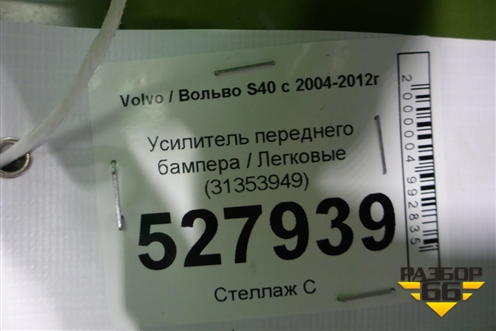 Volvo / Вольво S40 с 2004-2012г
Усилитель переднего
бампера / Легковые
(31353949)
527939
Стеллаж С
2000004992835
РАЗБОР
66